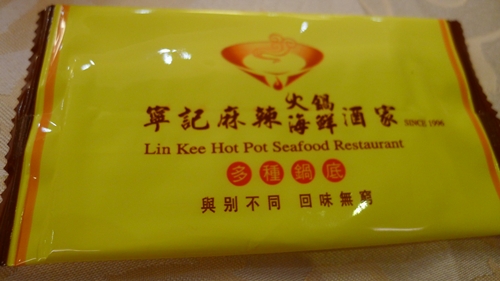 寧記麻辣火鍋海鮮酒家 SINCE 1996
Lin Kee Hot Pot Seafood Restaurant
多種鍋底
與別不同 回味無窮